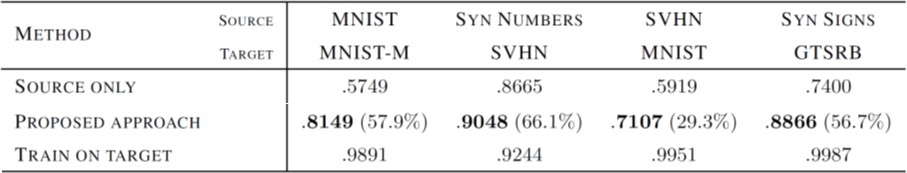 METHOD SOURCE MNIST SYN NUMBERS SVHN SYN SIGNS
TARGET MNIST-M SVHN MNIST GTSRB
SOURCE ONLY .5749 .8665 .5919 .7400
PROPOSED APPROACH .8149 (57.9%) .9048 (66.1%) .7107 (29.3%) .8866 (56.7%)
TRAIN ON TARGET .9891 .9244 .9951 .9987